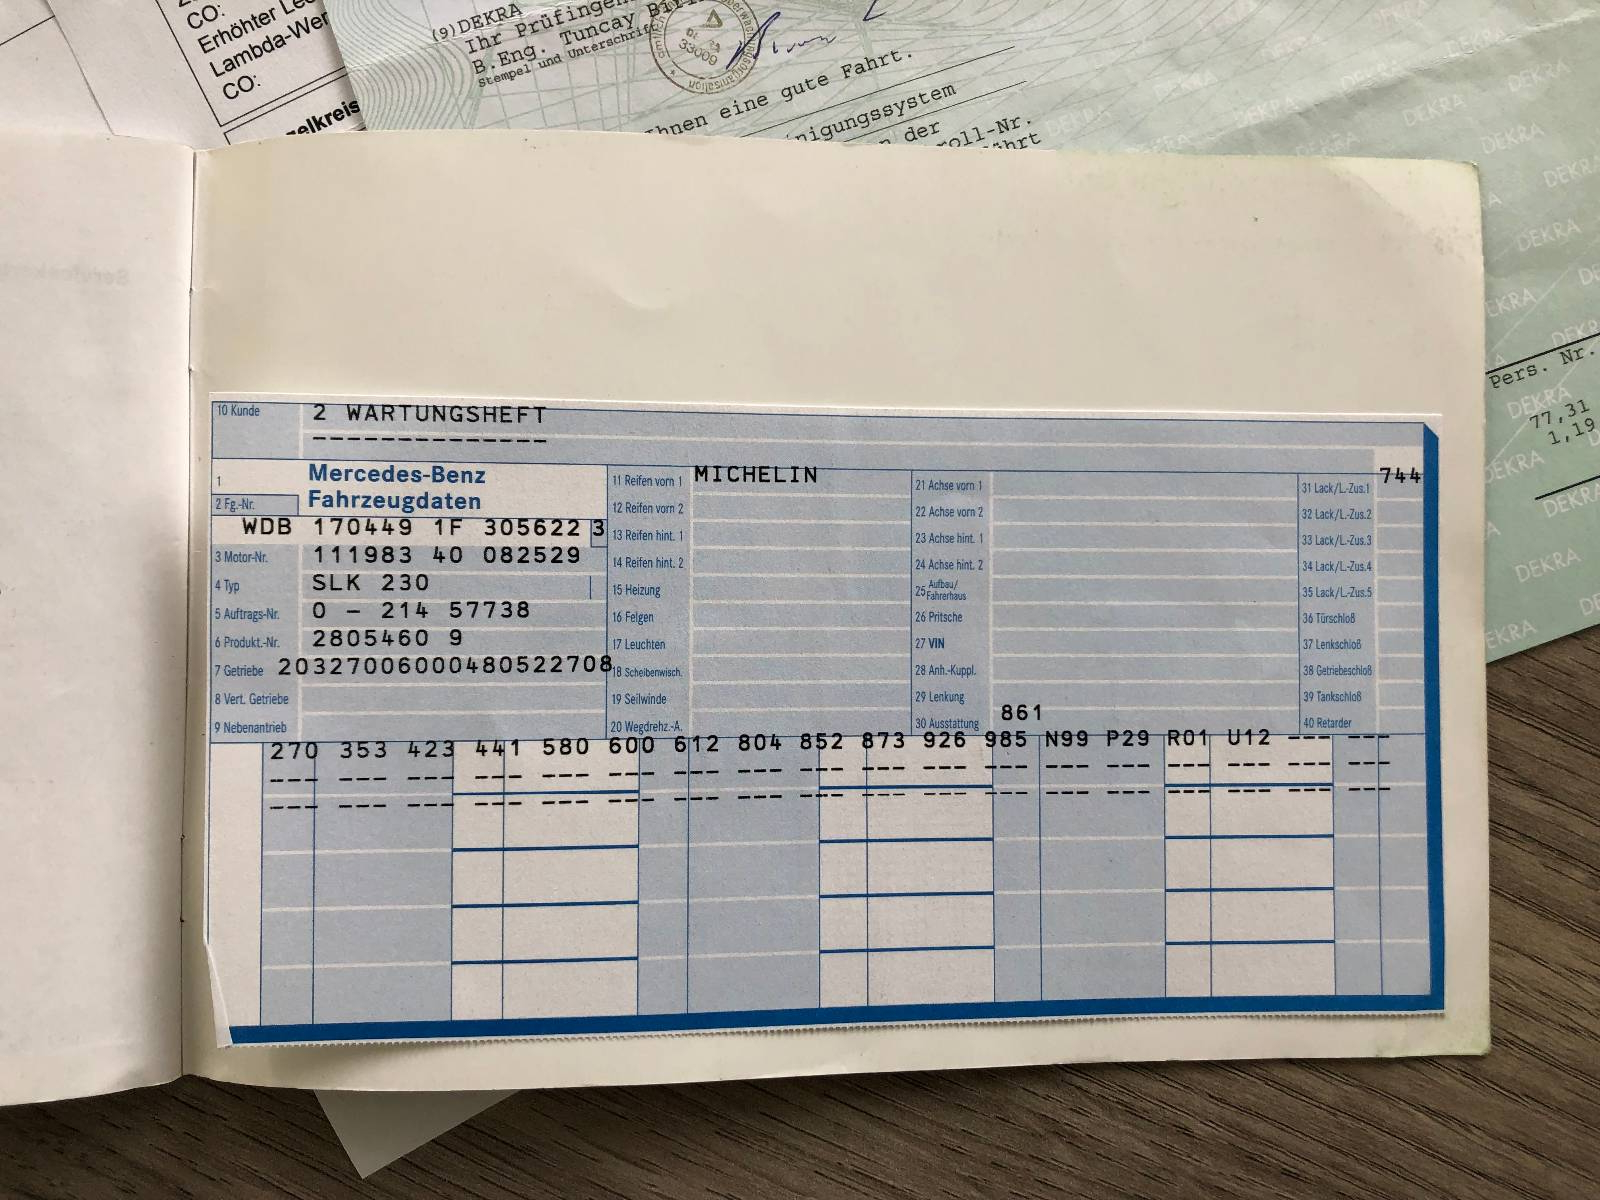 CO:
Erhöhter
Lambda-Wer
CO:
elkreis
(9)DEKRA
Ihr Prüfingen
B.Eng. Tuncay
Stempel und Unterschrift
33009
Ihnen eine gute Fahrt.
nigungssystem
n der
roll-Nr.
ährt
DEKRA
Pers. Nr.
77,31
1,19
10 Kunde 2 WARTUNGSHEFT
--------------
1 Mercedes-Benz
2 Fg.-Nr. Fahrzeugdaten
WDB 170449 1F 305622 3
3 Motor-Nr. 111983 40 082529
4 Typ SLK 230
5 Auftrags-Nr. 0 – 214 57738
6 Produkt.-Nr. 2805460 9
7 Getriebe 20327006000480522708
8 Vert. Getriebe
9 Nebenantrieb
11 Reifen vorn 1 MICHELIN
12 Reifen vorn 2
13 Reifen hint. 1
14 Reifen hint. 2
15 Heizung
16 Felgen
17 Leuchten
18 Scheibenwisch.
19 Seilwinde
20 Wegdrehz.-A.
21 Achse vorn 1
22 Achse vorn 2
23 Achse hint. 1
24 Achse hint. 2
25 Aufbau/
Fahrerhaus
26 Pritsche
27 VIN
28 Anh.-Kuppl.
29 Lenkung
30 Ausstattung 861
31 Lack/L.-Zus.1 744
32 Lack/L.-Zus.2
33 Lack/L.-Zus.3
34 Lack/L.-Zus.4
35 Lack/L.-Zus.5
36 Türschloß
37 Lenkschloß
38 Getriebeschloß
39 Tankschloß
40 Retarder
270 353 423 441 580 600 612 804 852 873 926 985 N99 P29 R01 U12 --- ---
--- --- --- --- --- --- --- --- --- --- --- --- --- --- --- --- --- ---
--- --- --- --- --- --- --- --- --- --- --- --- --- --- --- --- --- ---